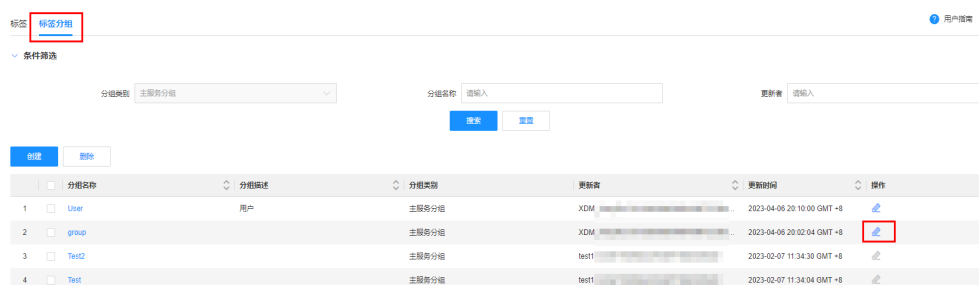 标签 标签分组 用户指南
条件筛选
分组类别 主服务分组 分组名称 请输入 更新者 请输入
搜索 重置
创建 删除
分组名称 分组描述 分组类别 更新者 更新时间 操作
1 User 用户 主服务分组 XDM_ ... 2023-04-06 20:10:00 GMT +8
2 group 主服务分组 XDM_ ... 2023-04-06 20:02:04 GMT +8
3 Test2 主服务分组 test1 2023-02-07 11:34:30 GMT +8
4 Test 主服务分组 test1 2023-02-07 11:34:04 GMT +8